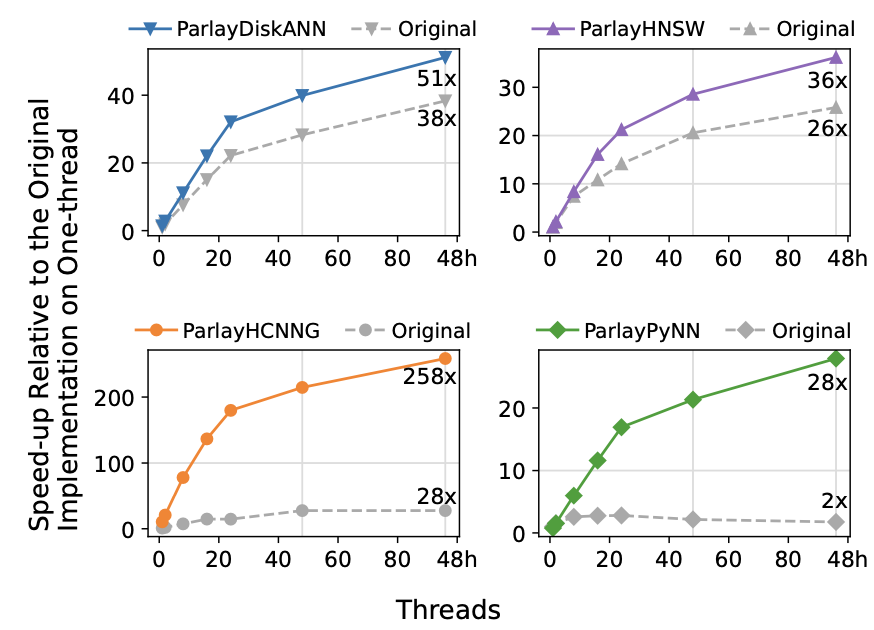 Speed-up Relative to the Original
Implementation on One-thread
ParlayDiskANN Original
40
20
0
51x
38x
0 20 40 60 80 48h
ParlayHNSW Original
30
20
10
0
36x
26x
0 20 40 60 80 48h
ParlayHCNNG Original
200
100
0
258x
28x
0 20 40 60 80 48h
ParlayPyNN Original
20
10
0
28x
2x
0 20 40 60 80 48h
Threads